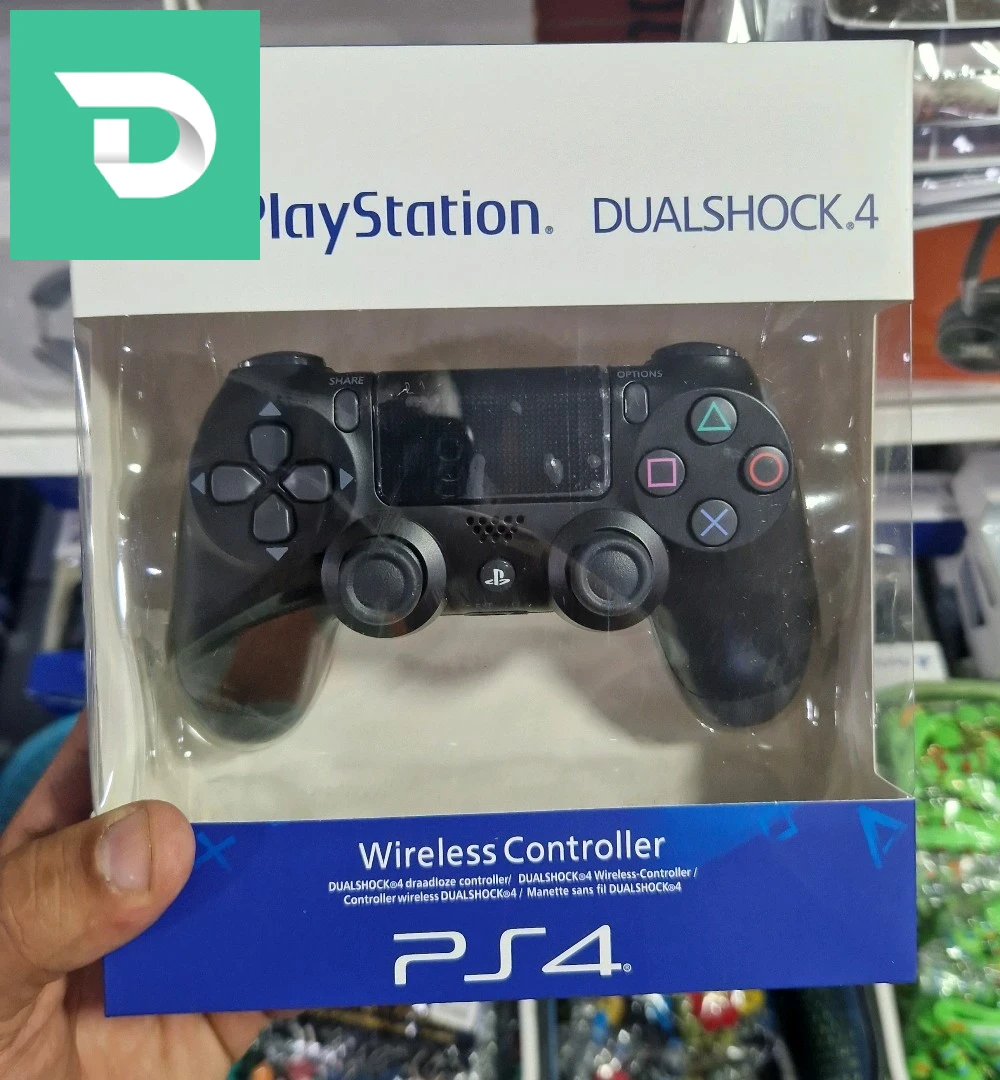 PlayStation® DUALSHOCK®4
SHARE
OPTIONS
Wireless Controller
DUALSHOCK®4 draadloze controller/ DUALSHOCK®4 Wireless-Controller /
Controller wireless DUALSHOCK®4 / Manette sans fil DUALSHOCK®4
PS4®